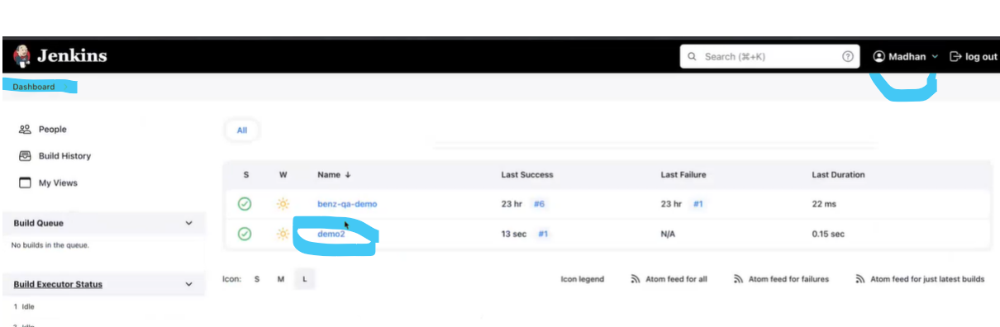 Jenkins
Search (⌘+K)
Madhan
log out
Dashboard
People
Build History
My Views
Build Queue
No builds in the queue.
Build Executor Status
1 Idle
2 Idle
All
S W Name ↓ Last Success Last Failure Last Duration
benz-qa-demo 23 hr #6 23 hr #1 22 ms
demo2 13 sec #1 N/A 0.15 sec
Icon: S M L
Icon legend Atom feed for all Atom feed for failures Atom feed for just latest builds